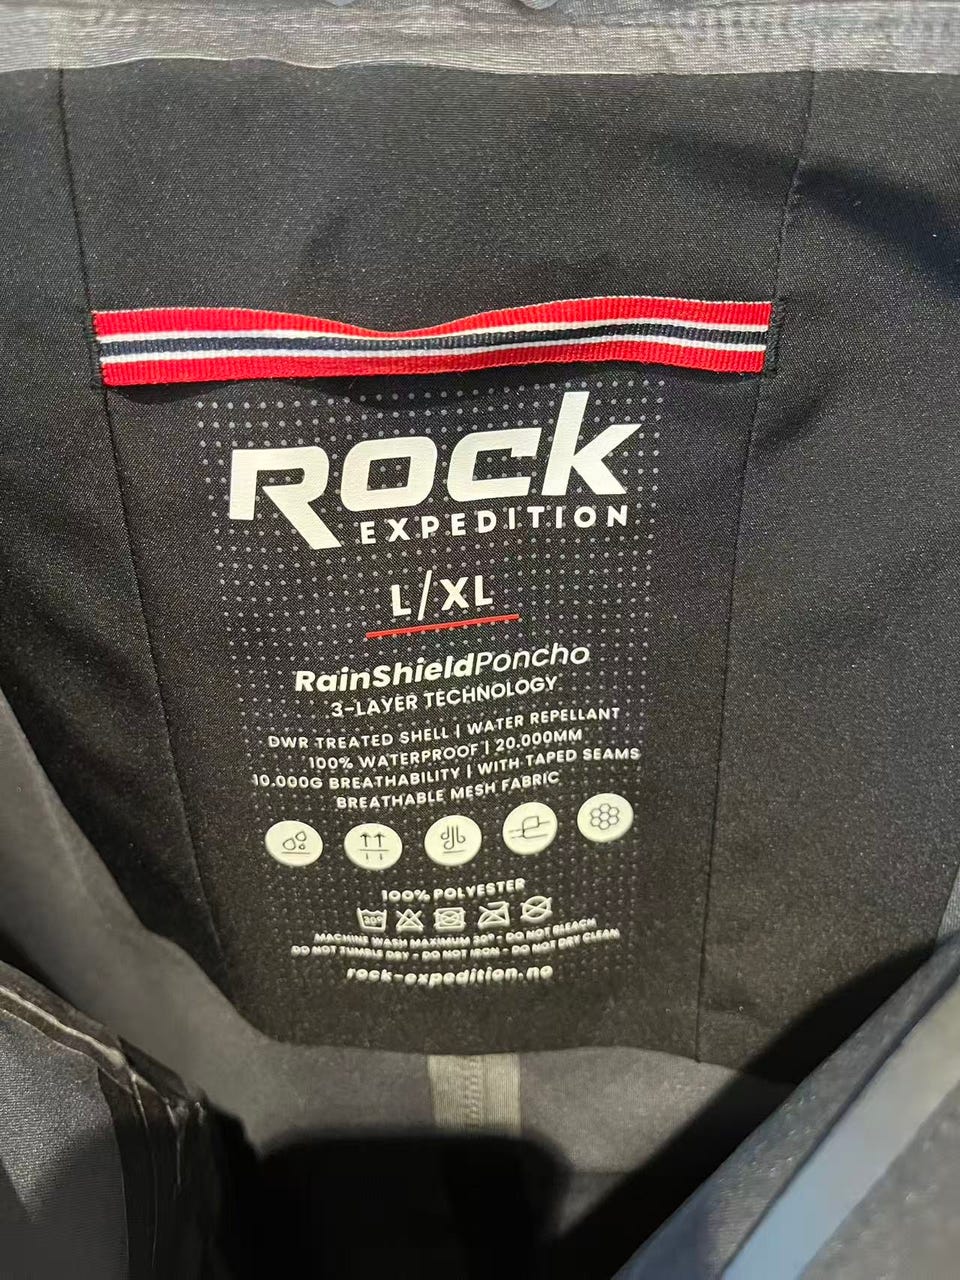 ROCK
EXPEDITION
L/XL
RainShieldPoncho
3-LAYER TECHNOLOGY
DWR TREATED SHELL | WATER REPELLANT
100% WATERPROOF | 20.000MM
10.000G BREATHABILITY | WITH TAPED SEAMS
BREATHABLE MESH FABRIC
100% POLYESTER
30°
MACHINE WASH MAXIMUM 30° - DO NOT BLEACH
DO NOT TUMBLE DRY - DO NOT IRON - DO NOT DRY CLEAN
rock-expedition.no